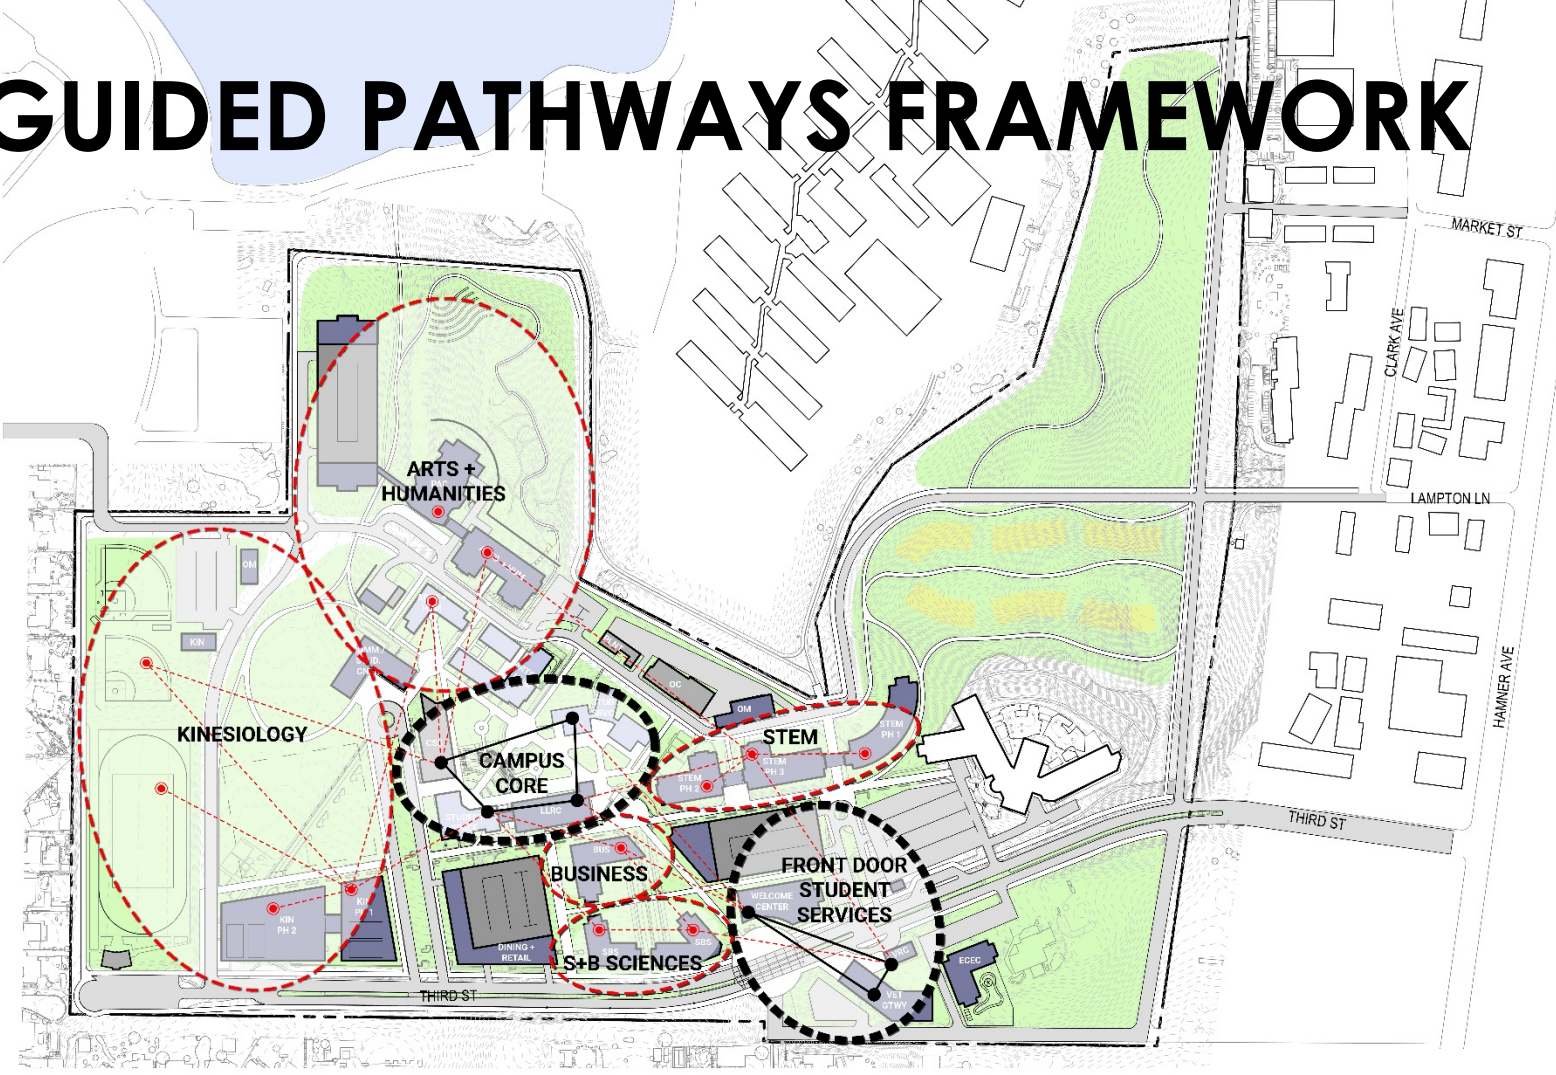 GUIDED PATHWAYS FRAMEWORK
MARKET ST
CLARK AVE
LAMPTON LN
HAMNER AVE
THIRD ST
ARTS +
HUMANITIES
OM
KIN
KINESIOLOGY
OC
OM
STEM
STEM
PH 1
STEM
PH 3
STEM
PH 2
CAMPUS
CORE
LLRC
BUS
BUSINESS
FRONT DOOR
STUDENT
SERVICES
WELCOME
CENTER
KIN
PH 2
DINING +
RETAIL
SBS
SBS
S+B SCIENCES
VET
GTWY
ECEC
THIRD ST